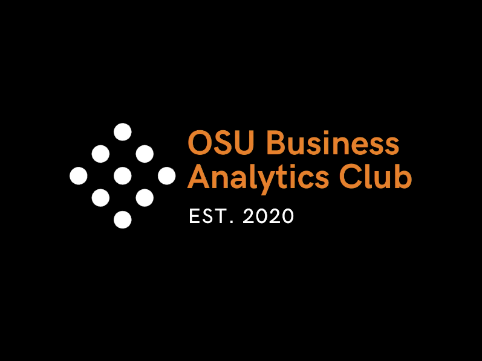 OSU Business
Analytics Club
EST. 2020